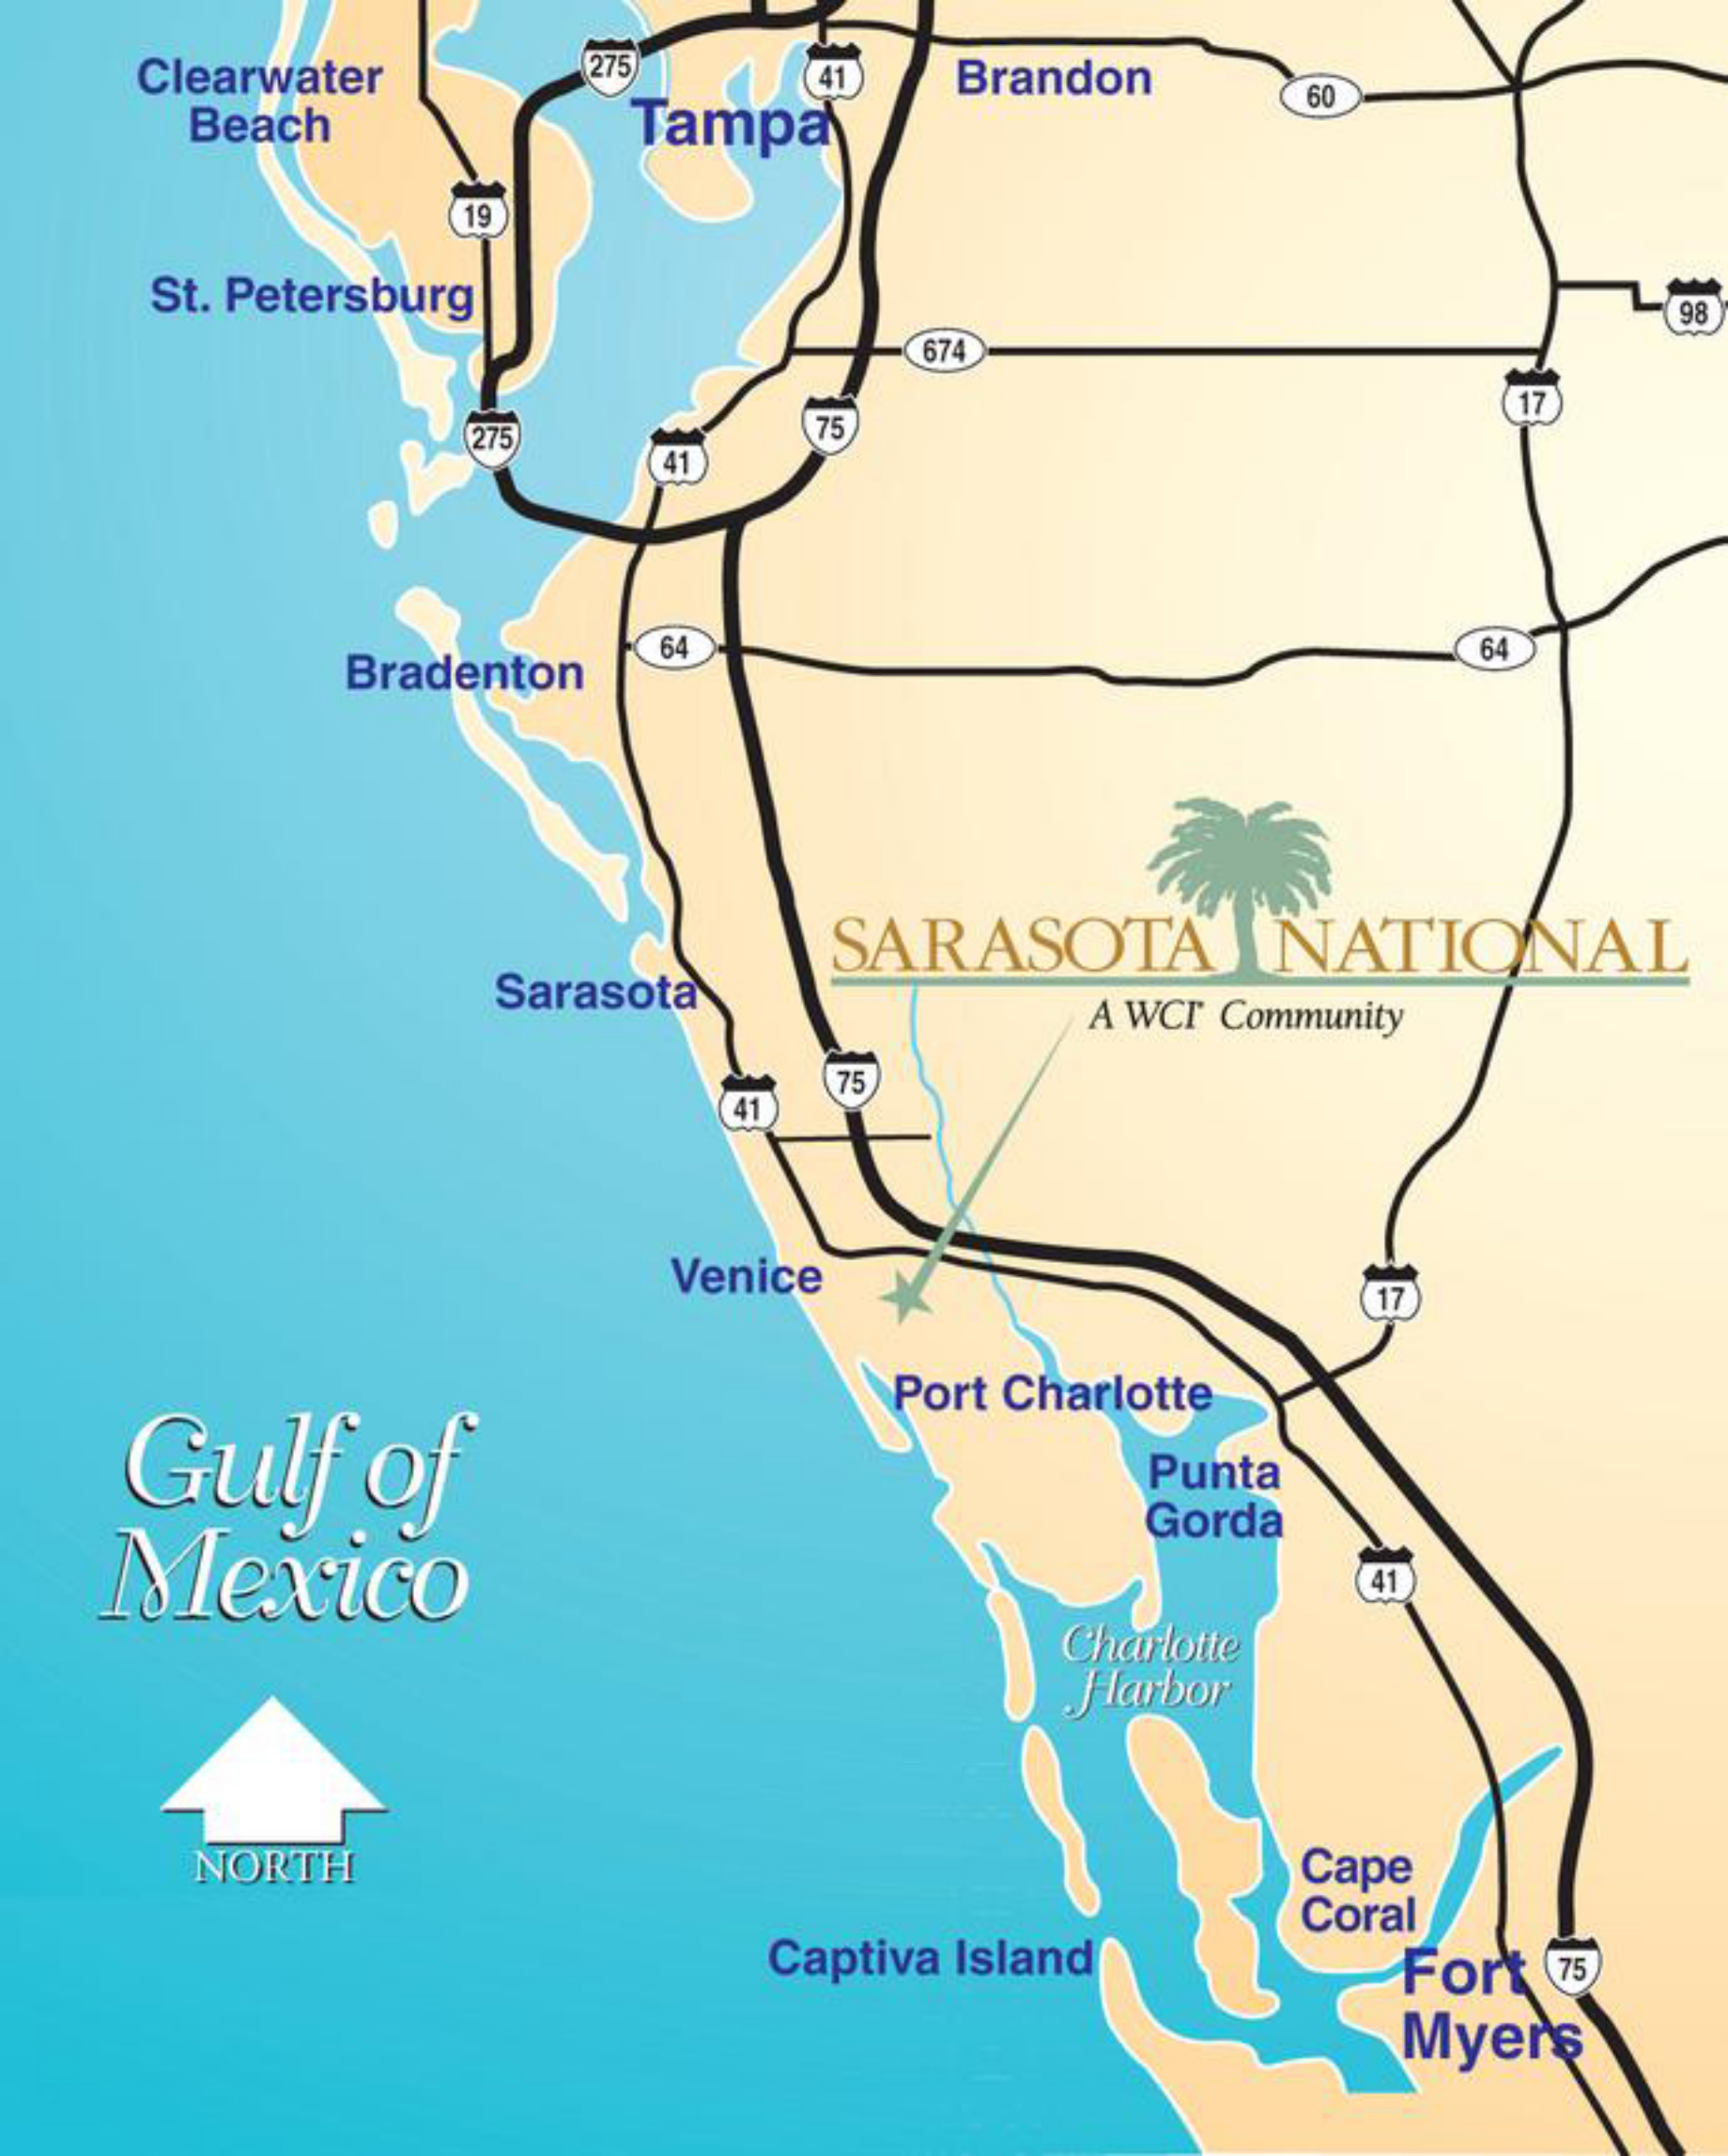 Clearwater
Beach
275
41
Tampa
Brandon
60
19
St. Petersburg
98
674
17
275
75
41
64
64
Bradenton
SARASOTA NATIONAL
A WCI® Community
Sarasota
75
41
Venice
17
Port Charlotte
Punta
Gorda
Gulf of
Mexico
41
Charlotte
Harbor
NORTH
Cape
Coral
Captiva Island
Fort
Myers
75